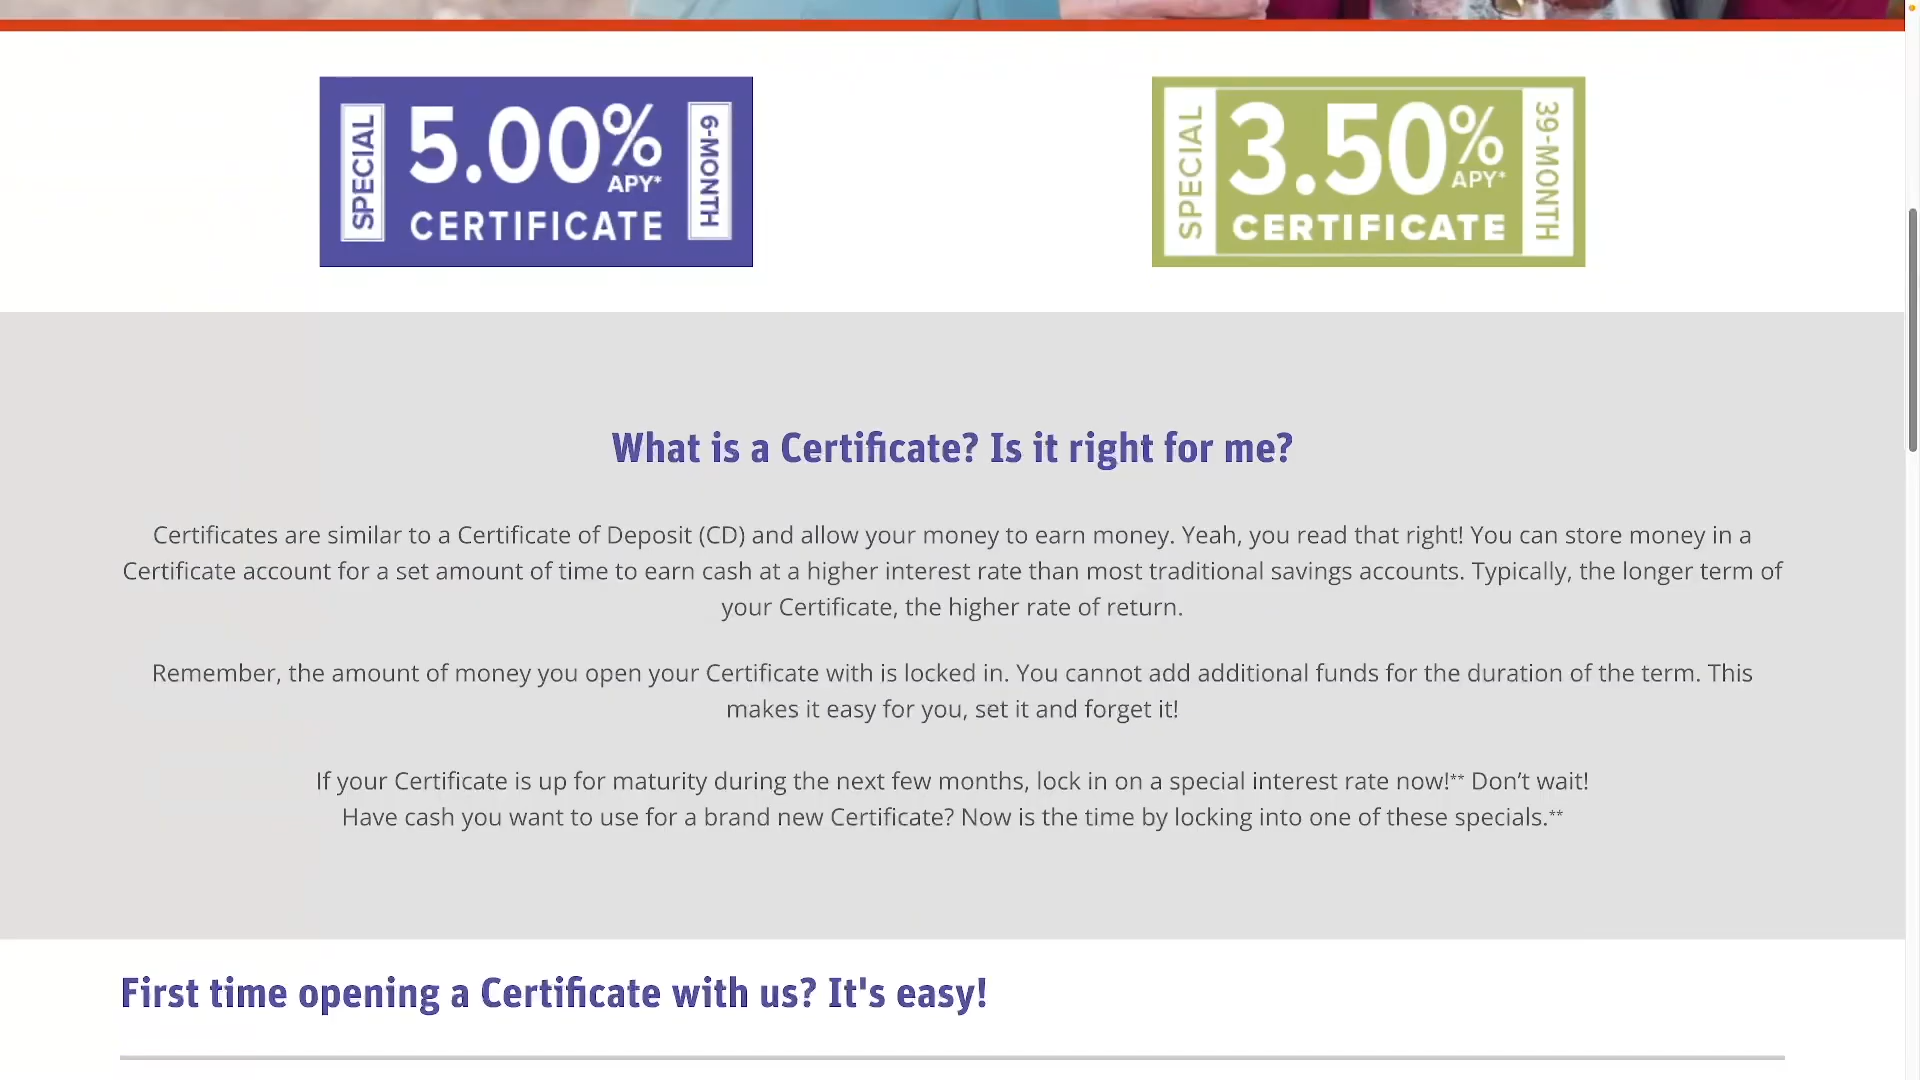 SPECIAL
5.00%
APY*
CERTIFICATE
6-MONTH
SPECIAL
3.50%
APY*
CERTIFICATE
39-MONTH
What is a Certificate? Is it right for me?
Certificates are similar to a Certificate of Deposit (CD) and allow your money to earn money. Yeah, you read that right! You can store money in a
Certificate account for a set amount of time to earn cash at a higher interest rate than most traditional savings accounts. Typically, the longer term of
your Certificate, the higher rate of return.
Remember, the amount of money you open your Certificate with is locked in. You cannot add additional funds for the duration of the term. This
makes it easy for you, set it and forget it!
If your Certificate is up for maturity during the next few months, lock in on a special interest rate now!** Don’t wait!
Have cash you want to use for a brand new Certificate? Now is the time by locking into one of these specials.**
First time opening a Certificate with us? It's easy!